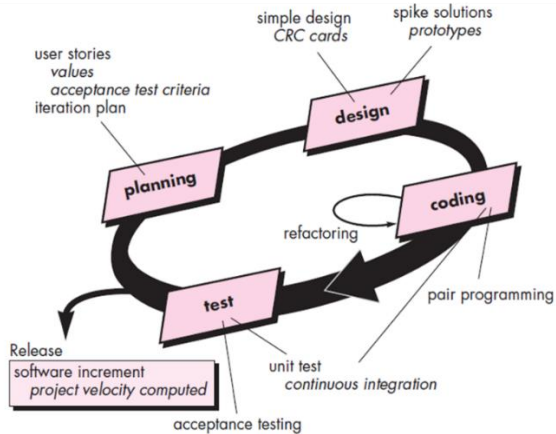 simple design
CRC cards
spike solutions
prototypes
user stories
values
acceptance test criteria
iteration plan
design
planning
coding
refactoring
test
pair programming
Release
software increment
project velocity computed
unit test
continuous integration
acceptance testing